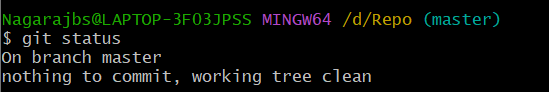 Nagarajbs@LAPTOP-3F03JPSS MINGW64 /d/Repo (master)
$ git status
On branch master
nothing to commit, working tree clean